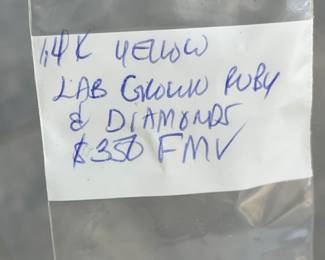 14K YELLOW
LAB GROWN RUBY
& DIAMONDS
$350 FMV